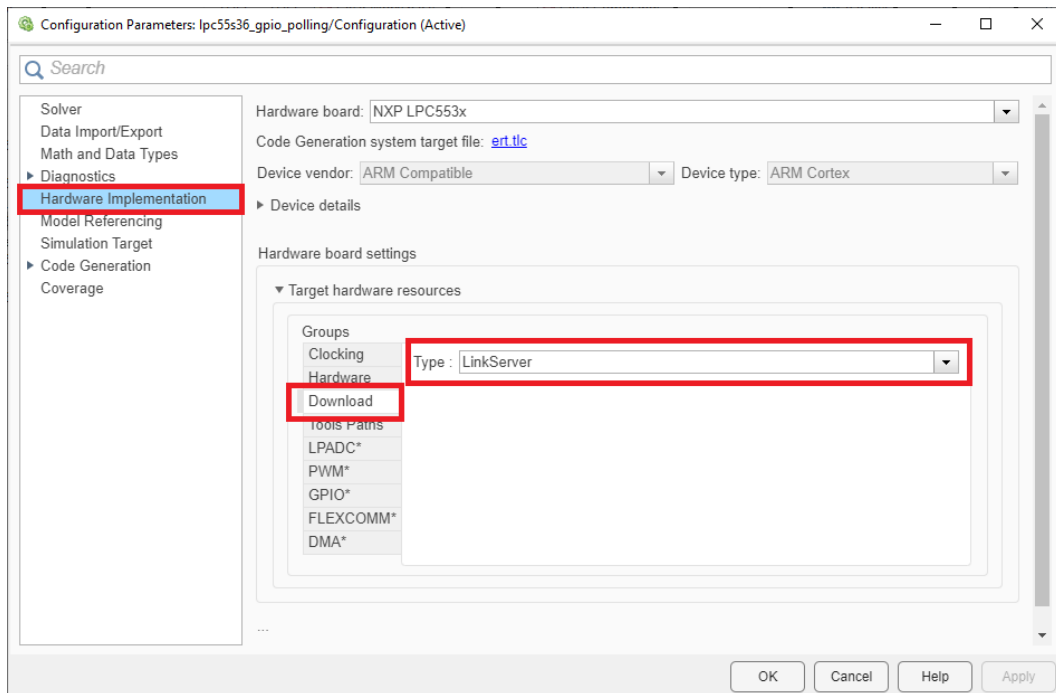 Configuration Parameters: lpc55s36_gpio_polling/Configuration (Active)
Search
Solver
Data Import/Export
Math and Data Types
Diagnostics
Hardware Implementation
Model Referencing
Simulation Target
Code Generation
Coverage
Hardware board: NXP LPC553x
Code Generation system target file: ert.tlc
Device vendor: ARM Compatible Device type: ARM Cortex
Device details
Hardware board settings
Target hardware resources
Groups
Clocking
Hardware
Download
Tools Paths
LPADC*
PWM*
GPIO*
FLEXCOMM*
DMA*
Type : LinkServer
...
OK Cancel Help Apply